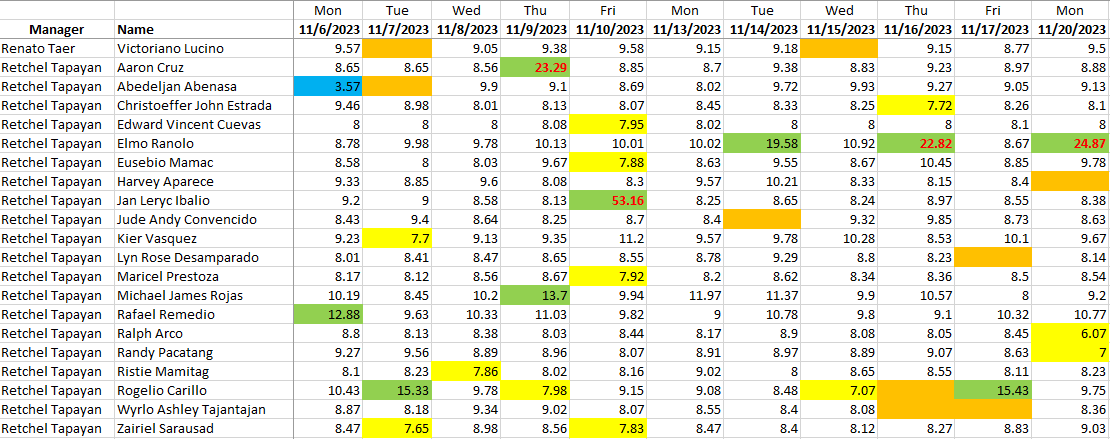 Mon Tue Wed Thu Fri Mon Tue Wed Thu Fri Mon
Manager Name 11/6/2023 11/7/2023 11/8/2023 11/9/2023 11/10/2023 11/13/2023 11/14/2023 11/15/2023 11/16/2023 11/17/2023 11/20/2023
Renato Taer Victoriano Lucino 9.57 9.05 9.38 9.58 9.15 9.18 9.15 8.77 9.5
Retchel Tapayan Aaron Cruz 8.65 8.65 8.56 23.29 8.85 8.7 9.38 8.83 9.23 8.97 8.88
Retchel Tapayan Abedeljan Abenasa 3.57 9.9 9.1 8.69 8.02 9.72 9.93 9.27 9.05 9.13
Retchel Tapayan Christoeffer John Estrada 9.46 8.98 8.01 8.13 8.07 8.45 8.33 8.25 7.72 8.26 8.1
Retchel Tapayan Edward Vincent Cuevas 8 8 8 8.08 7.95 8.02 8 8 8 8.1 8
Retchel Tapayan Elmo Ranolo 8.78 9.98 9.78 10.13 10.01 10.02 19.58 10.92 22.82 8.67 24.87
Retchel Tapayan Eusebio Mamac 8.58 8 8.03 9.67 7.88 8.63 9.55 8.67 10.45 8.85 9.78
Retchel Tapayan Harvey Aparece 9.33 8.85 9.6 8.08 8.3 9.57 10.21 8.33 8.15 8.4
Retchel Tapayan Jan Leryc Ibalio 9.2 9 8.58 8.13 53.16 8.25 8.65 8.24 8.97 8.55 8.38
Retchel Tapayan Jude Andy Convencido 8.43 9.4 8.64 8.25 8.7 8.4 9.32 9.85 8.73 8.63
Retchel Tapayan Kier Vasquez 9.23 7.7 9.13 9.35 11.2 9.57 9.78 10.28 8.53 10.1 9.67
Retchel Tapayan Lyn Rose Desamparado 8.01 8.41 8.47 8.65 8.55 8.78 9.29 8.8 8.23 8.14
Retchel Tapayan Maricel Prestoza 8.17 8.12 8.56 8.67 7.92 8.2 8.62 8.34 8.36 8.5 8.54
Retchel Tapayan Michael James Rojas 10.19 8.45 10.2 13.7 9.94 11.97 11.37 9.9 10.57 8 9.2
Retchel Tapayan Rafael Remedio 12.88 9.63 10.33 11.03 9.82 9 10.78 9.8 9.1 10.32 10.77
Retchel Tapayan Ralph Arco 8.8 8.13 8.38 8.03 8.44 8.17 8.9 8.08 8.05 8.45 6.07
Retchel Tapayan Randy Pacatang 9.27 9.56 8.89 8.96 8.07 8.91 8.97 8.89 9.07 8.63 7
Retchel Tapayan Ristie Mamitag 8.1 8.23 7.86 8.02 8.16 9.02 8 8.65 8.55 8.11 8.23
Retchel Tapayan Rogelio Carillo 10.43 15.33 9.78 7.98 9.15 9.08 8.48 7.07 15.43 9.75
Retchel Tapayan Wyrlo Ashley Tajantajan 8.87 8.18 9.34 9.02 8.07 8.55 8.4 8.08 8.36
Retchel Tapayan Zairiel Sarausad 8.47 7.65 8.98 8.56 7.83 8.47 8.4 8.12 8.27 8.83 9.03